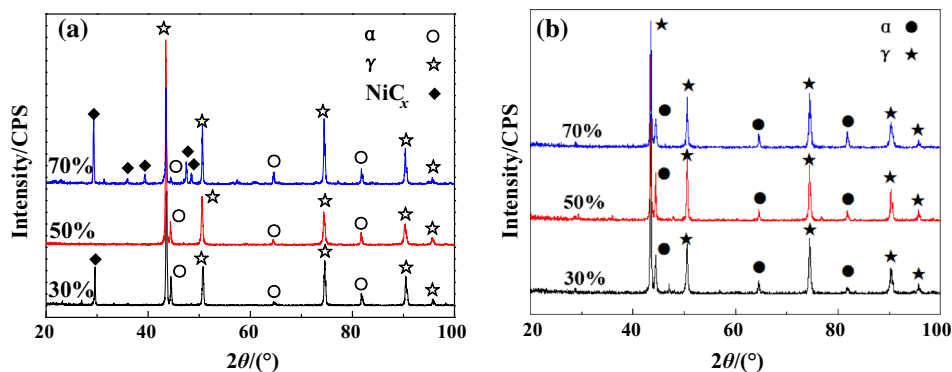 (a)
α ○
γ ☆
NiCₓ ◆
70%
50%
30%
Intensity/CPS
20 40 60 80 100
2θ/(°)
(b)
α ●
γ ★
70%
50%
30%
Intensity/CPS
20 40 60 80 100
2θ/(°)